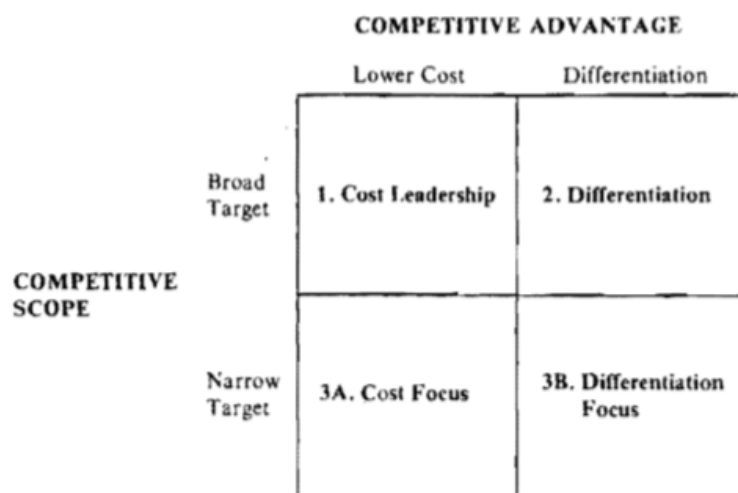 COMPETITIVE ADVANTAGE
Lower Cost
Differentiation
Broad
Target
1. Cost Leadership
2. Differentiation
COMPETITIVE
SCOPE
Narrow
Target
3A. Cost Focus
3B. Differentiation
Focus